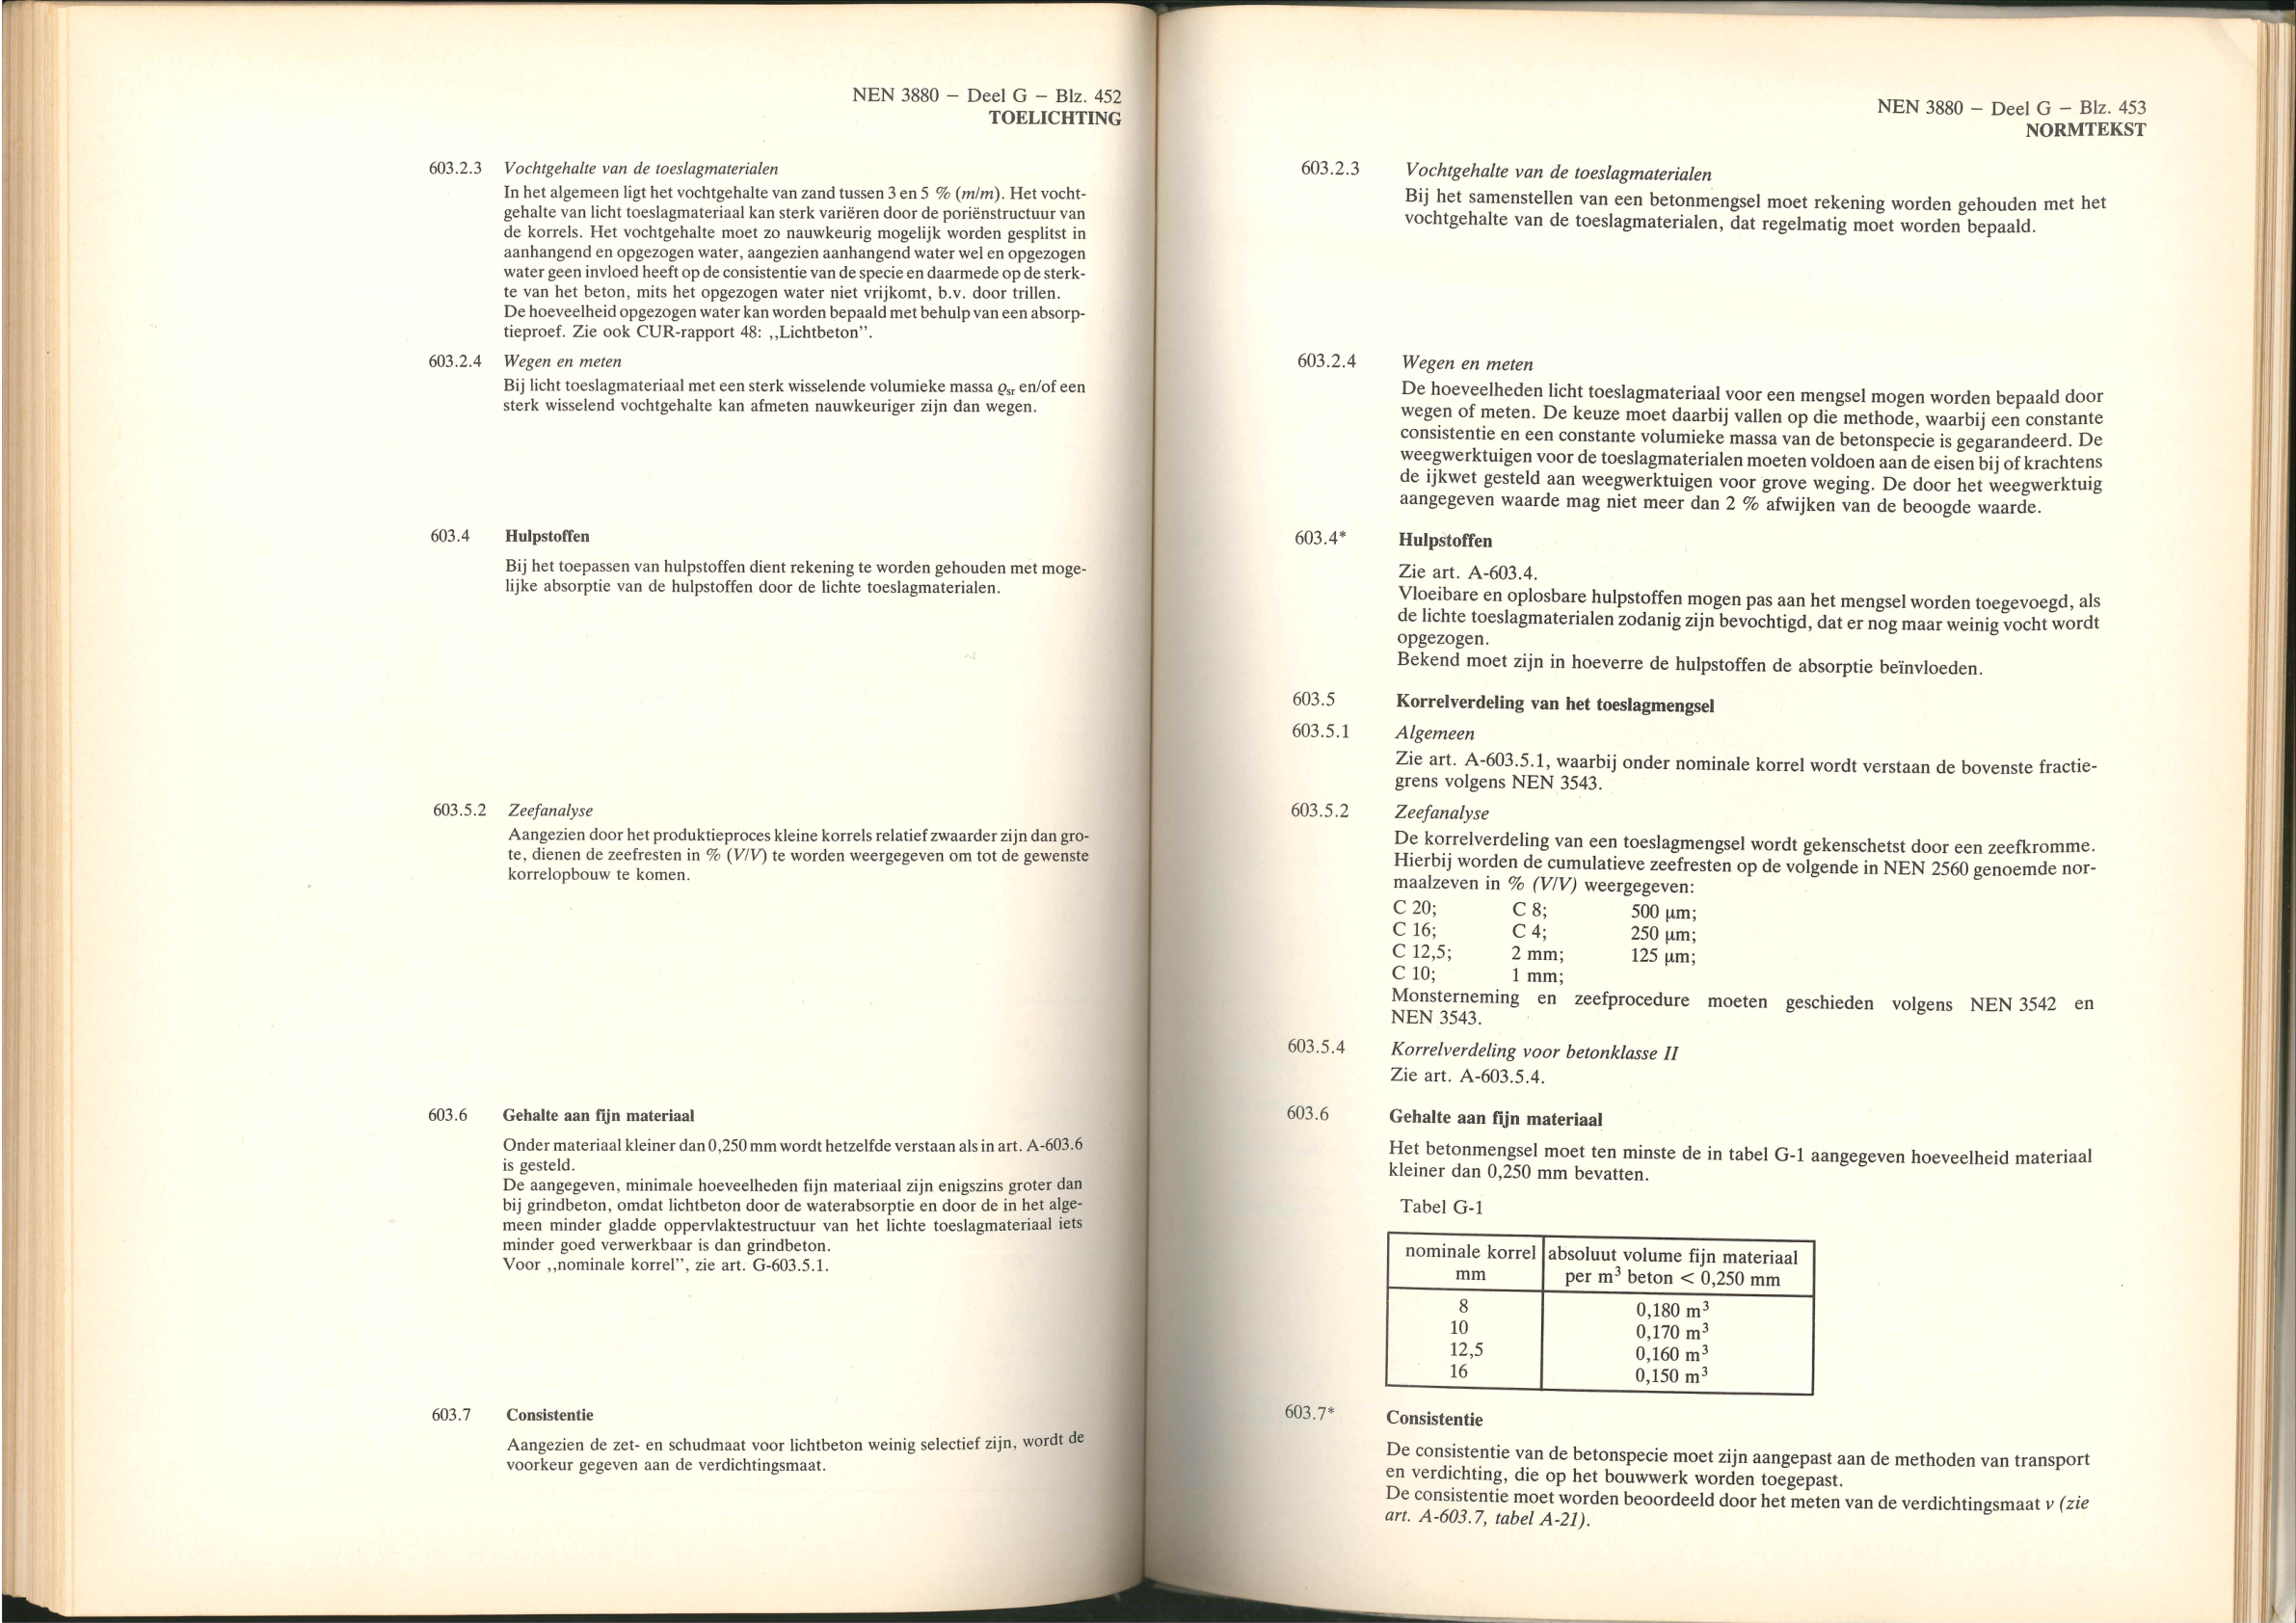 NEN 3880 — Deel G — Blz. 452
TOELICHTING
603.2.3 Vochtgehalte van de toeslagmaterialen
In het algemeen ligt het vochtgehalte van zand tussen 3 en 5 % (m/m). Het vocht-
gehalte van licht toeslagmateriaal kan sterk variëren door de poriënstructuur van
de korrels. Het vochtgehalte moet zo nauwkeurig mogelijk worden gesplitst in
aanhangend en opgezogen water, aangezien aanhangend water wel en opgezogen
water geen invloed heeft op de consistentie van de specie en daarmede op de sterk-
te van het beton, mits het opgezogen water niet vrijkomt, b.v. door trillen.
De hoeveelheid opgezogen water kan worden bepaald met behulp van een absorp-
tieproef. Zie ook CUR-rapport 48: ,,Lichtbeton”.
603.2.4 Wegen en meten
Bij licht toeslagmateriaal met een sterk wisselende volumieke massa ϱsr en/of een
sterk wisselend vochtgehalte kan afmeten nauwkeuriger zijn dan wegen.
603.4 Hulpstoffen
Bij het toepassen van hulpstoffen dient rekening te worden gehouden met moge-
lijke absorptie van de hulpstoffen door de lichte toeslagmaterialen.
603.5.2 Zeefanalyse
Aangezien door het produktieproces kleine korrels relatief zwaarder zijn dan gro-
te, dienen de zeefresten in % (V/V) te worden weergegeven om tot de gewenste
korrelopbouw te komen.
603.6 Gehalte aan fijn materiaal
Onder materiaal kleiner dan 0,250 mm wordt hetzelfde verstaan als in art. A-603.6
is gesteld.
De aangegeven, minimale hoeveelheden fijn materiaal zijn enigszins groter dan
bij grindbeton, omdat lichtbeton door de waterabsorptie en door de in het alge-
meen minder gladde oppervlaktestructuur van het lichte toeslagmateriaal iets
minder goed verwerkbaar is dan grindbeton.
Voor ,,nominale korrel”, zie art. G-603.5.1.
603.7 Consistentie
Aangezien de zet- en schudmaat voor lichtbeton weinig selectief zijn, wordt de
voorkeur gegeven aan de verdichtingsmaat.
NEN 3880 — Deel G — Blz. 453
NORMTEKST
603.2.3 Vochtgehalte van de toeslagmaterialen
Bij het samenstellen van een betonmengsel moet rekening worden gehouden met het
vochtgehalte van de toeslagmaterialen, dat regelmatig moet worden bepaald.
603.2.4 Wegen en meten
De hoeveelheden licht toeslagmateriaal voor een mengsel mogen worden bepaald door
wegen of meten. De keuze moet daarbij vallen op die methode, waarbij een constante
consistentie en een constante volumieke massa van de betonspecie is gegarandeerd. De
weegwerktuigen voor de toeslagmaterialen moeten voldoen aan de eisen bij of krachtens
de ijkwet gesteld aan weegwerktuigen voor grove weging. De door het weegwerktuig
aangegeven waarde mag niet meer dan 2 % afwijken van de beoogde waarde.
603.4* Hulpstoffen
Zie art. A-603.4.
Vloeibare en oplosbare hulpstoffen mogen pas aan het mengsel worden toegevoegd, als
de lichte toeslagmaterialen zodanig zijn bevochtigd, dat er nog maar weinig vocht wordt
opgezogen.
Bekend moet zijn in hoeverre de hulpstoffen de absorptie beïnvloeden.
603.5 Korrelverdeling van het toeslagmengsel
603.5.1 Algemeen
Zie art. A-603.5.1, waarbij onder nominale korrel wordt verstaan de bovenste fractie-
grens volgens NEN 3543.
603.5.2 Zeefanalyse
De korrelverdeling van een toeslagmengsel wordt gekenschetst door een zeefkromme.
Hierbij worden de cumulatieve zeefresten op de volgende in NEN 2560 genoemde nor-
maalzeven in % (V/V) weergegeven:
C 20; C 8; 500 µm;
C 16; C 4; 250 µm;
C 12,5; 2 mm; 125 µm;
C 10; 1 mm;
Monsterneming en zeefprocedure moeten geschieden volgens NEN 3542 en
NEN 3543.
603.5.4 Korrelverdeling voor betonklasse II
Zie art. A-603.5.4.
603.6 Gehalte aan fijn materiaal
Het betonmengsel moet ten minste de in tabel G-1 aangegeven hoeveelheid materiaal
kleiner dan 0,250 mm bevatten.
Tabel G-1
nominale korrel absoluut volume fijn materiaal
mm per m³ beton < 0,250 mm
8 0,180 m³
10 0,170 m³
12,5 0,160 m³
16 0,150 m³
603.7* Consistentie
De consistentie van de betonspecie moet zijn aangepast aan de methoden van transport
en verdichting, die op het bouwwerk worden toegepast.
De consistentie moet worden beoordeeld door het meten van de verdichtingsmaat v (zie
art. A-603.7, tabel A-21).